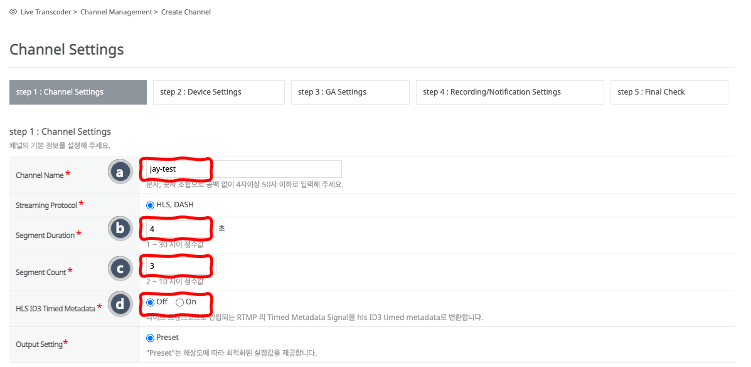 Live Transcoder > Channel Management > Create Channel
Channel Settings
step 1 : Channel Settings
step 2 : Device Settings
step 3 : GA Settings
step 4 : Recording/Notification Settings
step 5 : Final Check
step 1 : Channel Settings
채널의 기본 정보를 설정해 주세요.
Channel Name *
a
jay-test
문자, 숫자 조합으로 공백 없이 4자이상 50자 이하로 입력해 주세요.
Streaming Protocol *
HLS, DASH
Segment Duration *
b
4
초
1 ~ 30 사이 정수값
Segment Count *
c
3
2 ~ 10 사이 정수값
HLS ID3 Timed Metadata *
d
Off
On
RTMP 의 Timed Metadata Signal을 hls ID3 timed metadata로 변환합니다.
Output Setting *
Preset
"Preset"는 해상도에 따라 최적화된 설정값을 제공합니다.